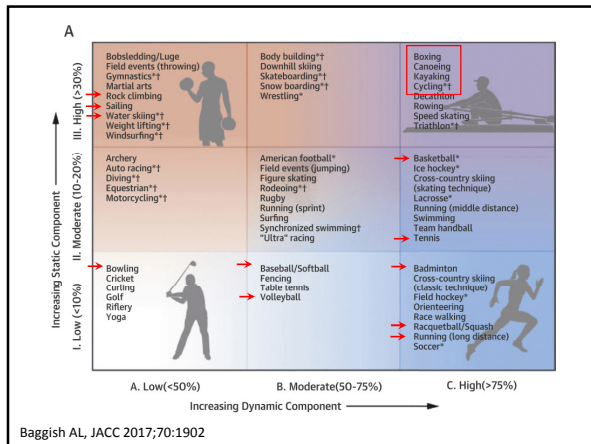 A
Increasing Static Component
III. High (>30%)
Bobsledding/Luge
Field events (throwing)
Gymnastics*†
Martial arts
Rock climbing
Sailing
Water skiing*†
Weight lifting*†
Windsurfing*†
Body building*†
Downhill skiing
Skateboarding*†
Snow boarding*†
Wrestling*
Boxing
Canoeing
Kayaking
Cycling*†
Decathlon
Rowing
Speed skating
Triathlon*†
II. Moderate (10-20%)
Archery
Auto racing*†
Diving*†
Equestrian*†
Motorcycling*†
American football*
Field events (jumping)
Figure skating
Rodeoing*†
Rugby
Running (sprint)
Surfing
Synchronized swimming†
"Ultra" racing
Basketball*
Ice hockey*
Cross-country skiing
(skating technique)
Lacrosse*
Running (middle distance)
Swimming
Team handball
Tennis
I. Low (<10%)
Bowling
Cricket
Curling
Golf
Riflery
Yoga
Baseball/Softball
Fencing
Table tennis
Volleyball
Badminton
Cross-country skiing
(classic technique)
Field hockey*
Orienteering
Race walking
Racquetball/Squash
Running (long distance)
Soccer*
A. Low(<50%)
B. Moderate(50-75%)
C. High(>75%)
Increasing Dynamic Component
Baggish AL, JACC 2017;70:1902